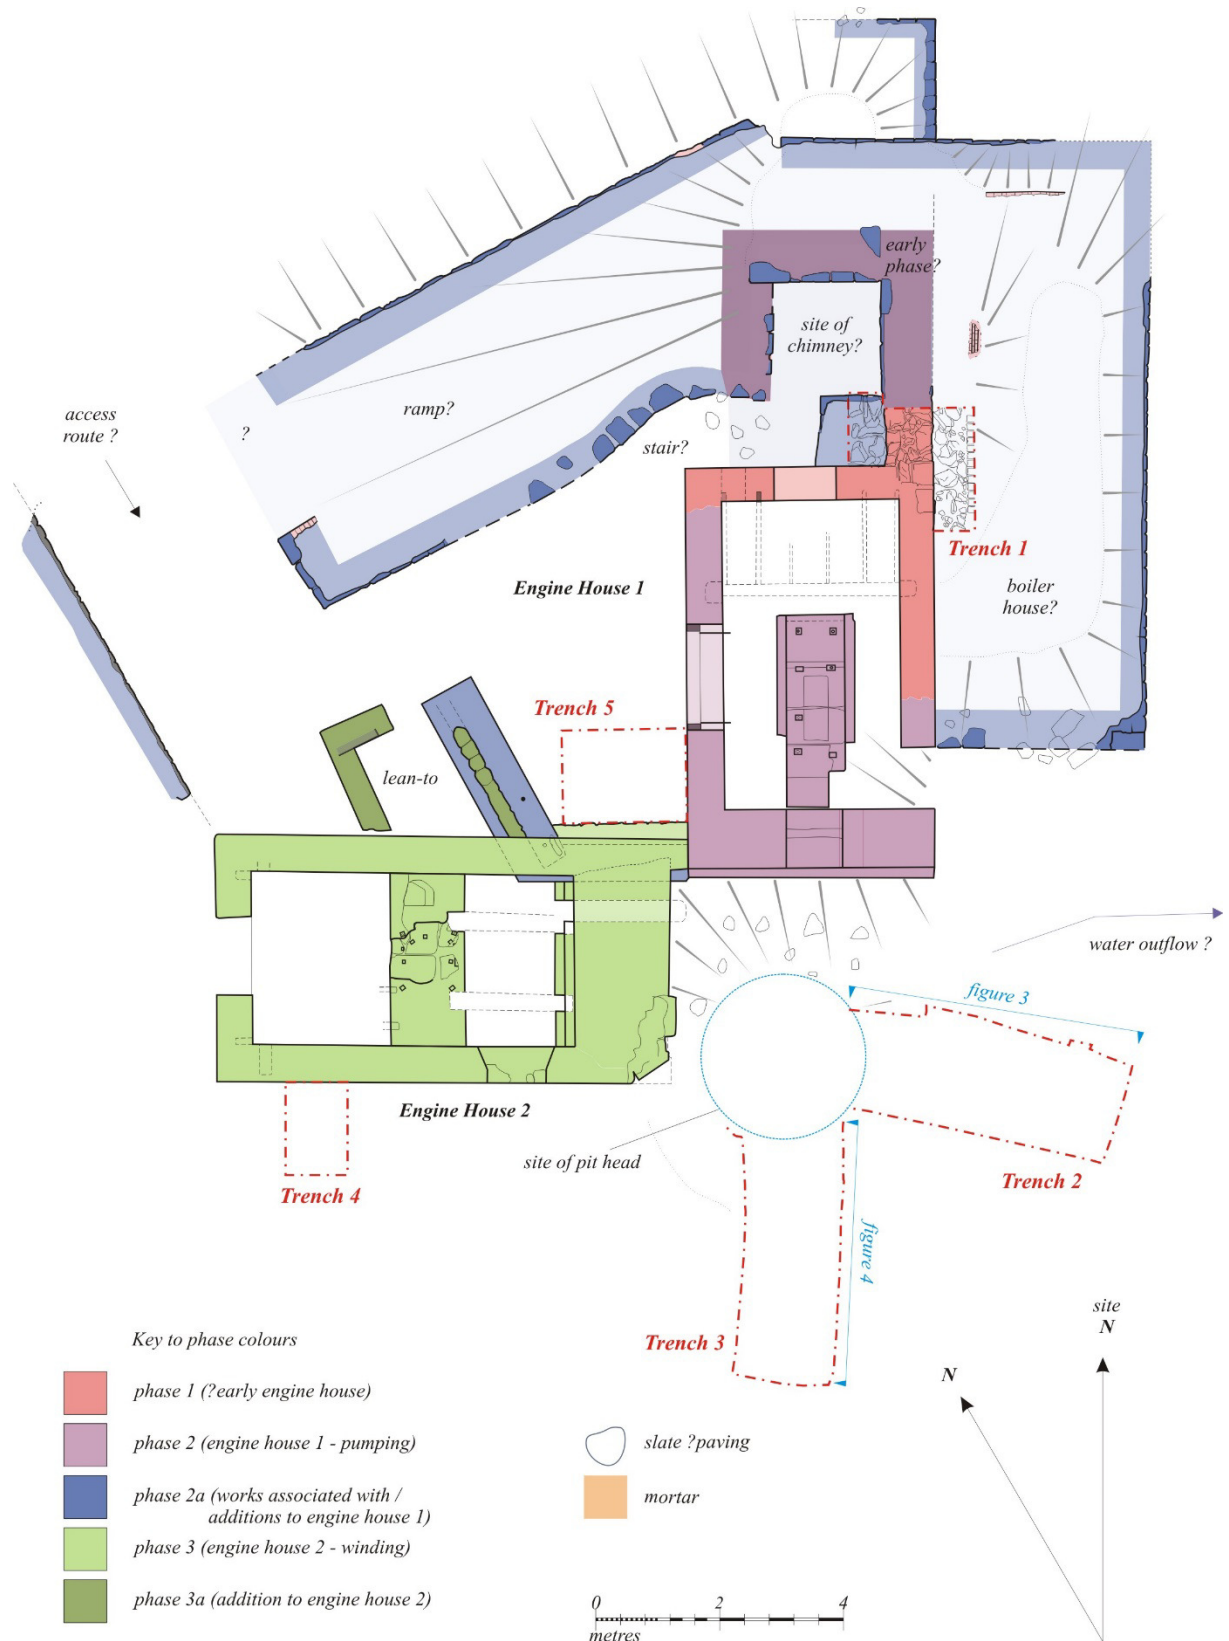 early
phase?
site of
chimney?
access
route ?
?
ramp?
stair?
Trench 1
Engine House 1
boiler
house?
Trench 5
lean-to
water outflow ?
figure 3
Engine House 2
site of pit head
Trench 4
Trench 2
figure 4
Trench 3
site
N
N
Key to phase colours
phase 1 (?early engine house)
phase 2 (engine house 1 - pumping)
phase 2a (works associated with /
additions to engine house 1)
phase 3 (engine house 2 - winding)
phase 3a (addition to engine house 2)
slate ?paving
mortar
0 2 4
metres